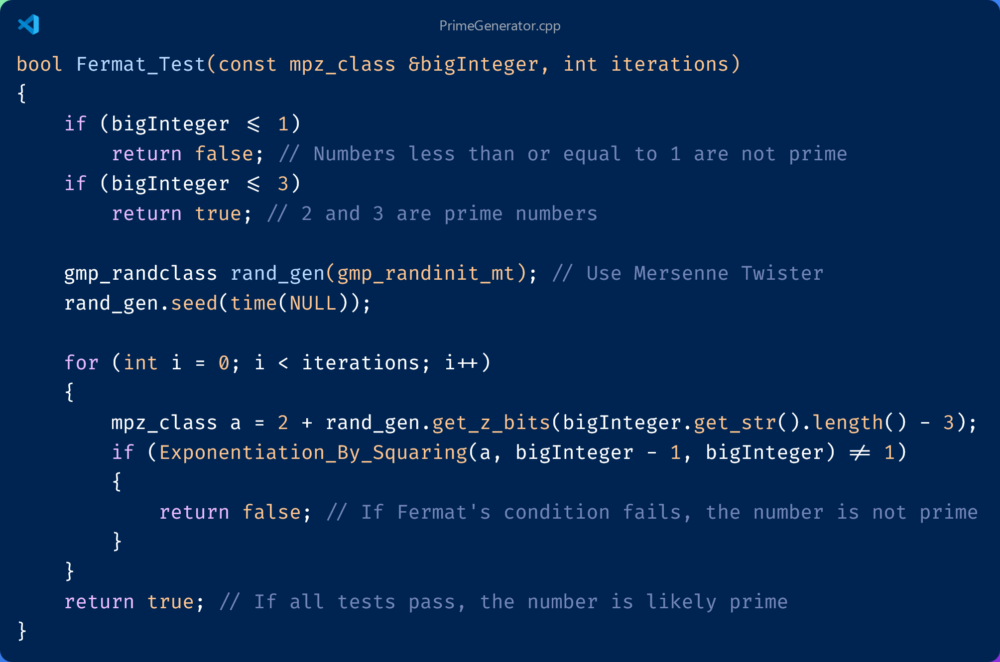 PrimeGenerator.cpp
bool Fermat_Test(const mpz_class &bigInteger, int iterations)
{
    if (bigInteger <= 1)
        return false; // Numbers less than or equal to 1 are not prime
    if (bigInteger <= 3)
        return true; // 2 and 3 are prime numbers

    gmp_randclass rand_gen(gmp_randinit_mt); // Use Mersenne Twister
    rand_gen.seed(time(NULL));

    for (int i = 0; i < iterations; i++)
    {
        mpz_class a = 2 + rand_gen.get_z_bits(bigInteger.get_str().length() - 3);
        if (Exponentiation_By_Squaring(a, bigInteger - 1, bigInteger) != 1)
        {
            return false; // If Fermat's condition fails, the number is not prime
        }
    }
    return true; // If all tests pass, the number is likely prime
}